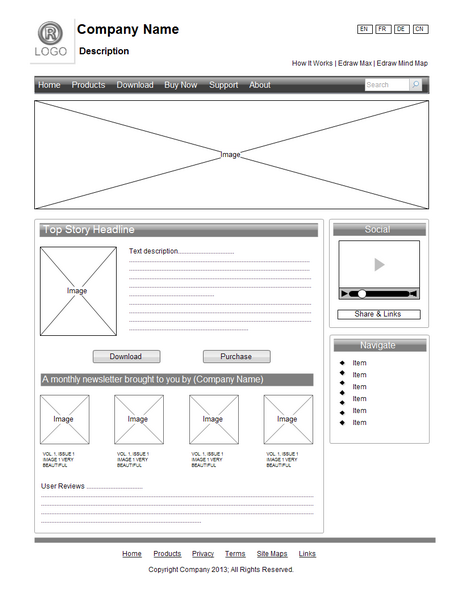 ®
LOGO
Company Name
Description
EN FR DE CN
How It Works | Edraw Max | Edraw Mind Map
Home Products Download Buy Now Support About
Search
Image
Top Story Headline
Image
Text description..............................
Download Purchase
A monthly newsletter brought to you by (Company Name)
Image Image Image Image
VOL. 1, ISSUE 1 VOL. 1, ISSUE 1 VOL. 1, ISSUE 1 VOL. 1, ISSUE 1
IMAGE 1 VERY IMAGE 1 VERY IMAGE 1 VERY IMAGE 1 VERY
BEAUTIFUL BEAUTIFUL BEAUTIFUL BEAUTIFUL
User Reviews ..............................
Social
Share & Links
Navigate
Item
Item
Item
Item
Item
Item
Home Products Privacy Terms Site Maps Links
Copyright Company 2013; All Rights Reserved.